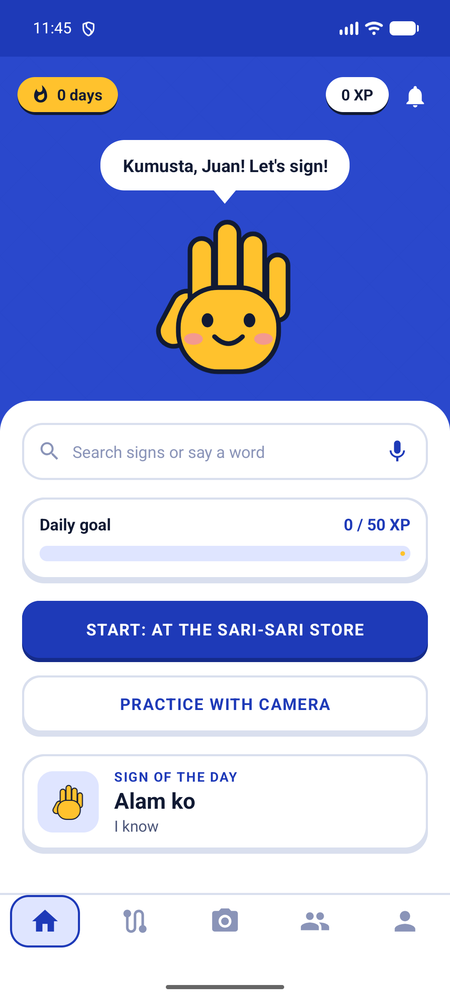 11:45
0 days
0 XP
Kumusta, Juan! Let's sign!
Search signs or say a word
Daily goal
0 / 50 XP
START: AT THE SARI-SARI STORE
PRACTICE WITH CAMERA
SIGN OF THE DAY
Alam ko
I know